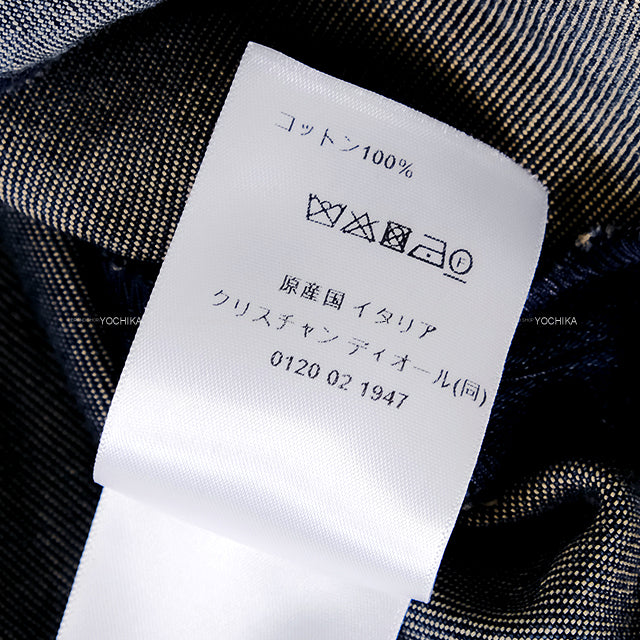 コットン100%
F
原産国 イタリア
クリスチャン ディオール(同)
0120 02 1947
YOCHIKA
YOCHIKA